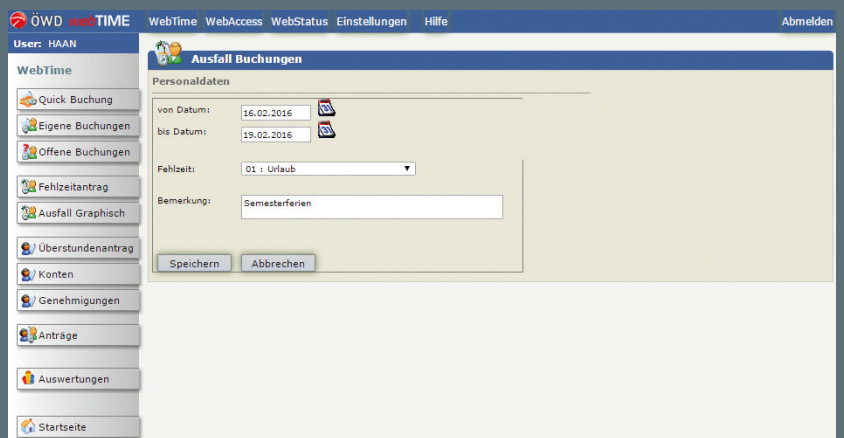 ÖWD webTIME WebTime WebAccess WebStatus Einstellungen Hilfe Abmelden
User: HAAN
WebTime
Quick Buchung
Eigene Buchungen
Offene Buchungen
Fehlzeitantrag
Ausfall Graphisch
Überstundenantrag
Konten
Genehmigungen
Anträge
Auswertungen
Startseite
Ausfall Buchungen
Personaldaten
von Datum: 16.02.2016 31
bis Datum: 19.02.2016 31
Fehlzeit: 01 : Urlaub
Bemerkung: Semesterferien
Speichern Abbrechen